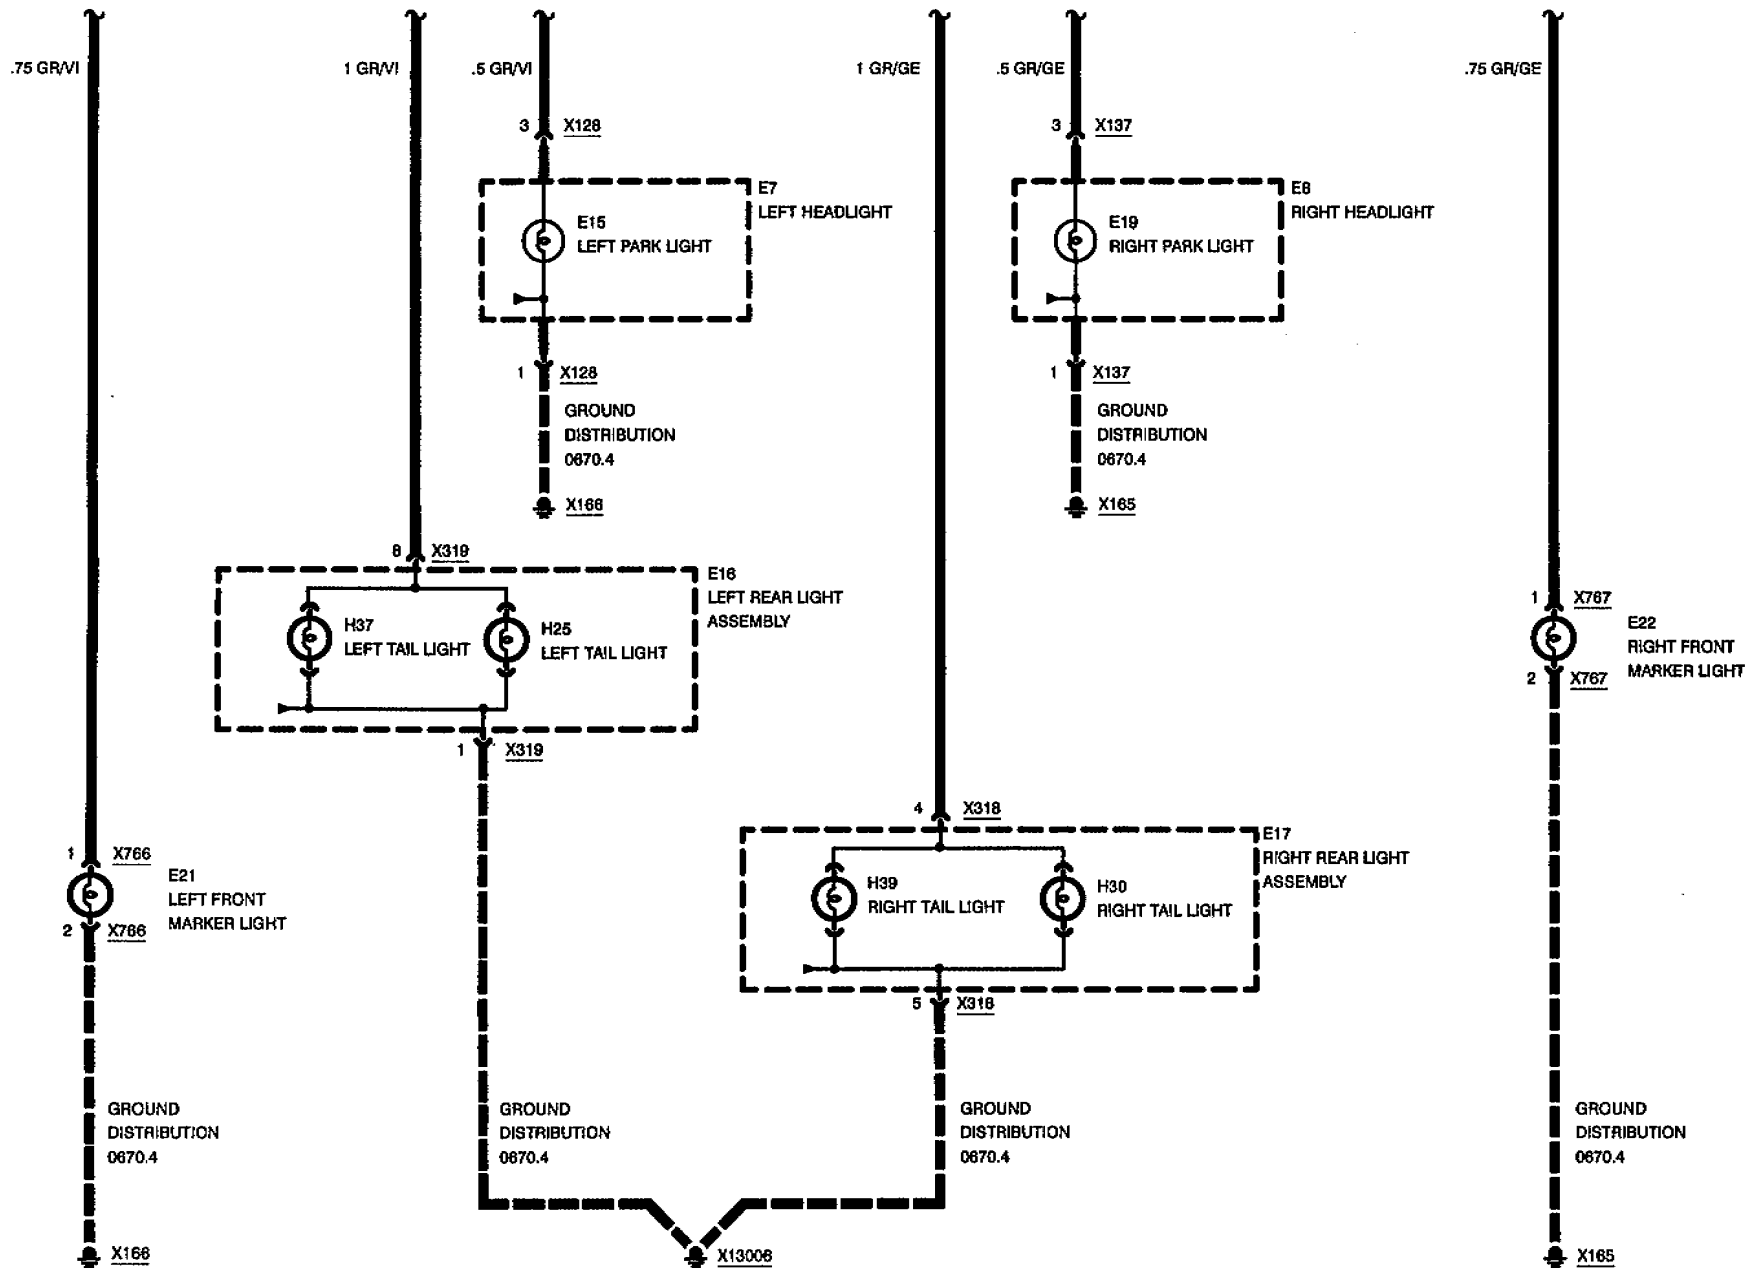 .75 GR/VI
1 GR/VI
.5 GR/VI
1 GR/GE
.5 GR/GE
.75 GR/GE
3 X128
3 X137
E7
LEFT HEADLIGHT
E8
RIGHT HEADLIGHT
E15
LEFT PARK LIGHT
E19
RIGHT PARK LIGHT
1 X128
1 X137
GROUND
DISTRIBUTION
0670.4
GROUND
DISTRIBUTION
0670.4
X166
X165
8 X319
E16
LEFT REAR LIGHT
ASSEMBLY
H37
LEFT TAIL LIGHT
H25
LEFT TAIL LIGHT
1 X767
E22
RIGHT FRONT
MARKER LIGHT
2 X767
1 X319
4 X318
E17
RIGHT REAR LIGHT
ASSEMBLY
1 X766
E21
LEFT FRONT
MARKER LIGHT
2 X766
H39
RIGHT TAIL LIGHT
H30
RIGHT TAIL LIGHT
5 X318
GROUND
DISTRIBUTION
0670.4
GROUND
DISTRIBUTION
0670.4
GROUND
DISTRIBUTION
0670.4
GROUND
DISTRIBUTION
0670.4
X166
X13006
X165